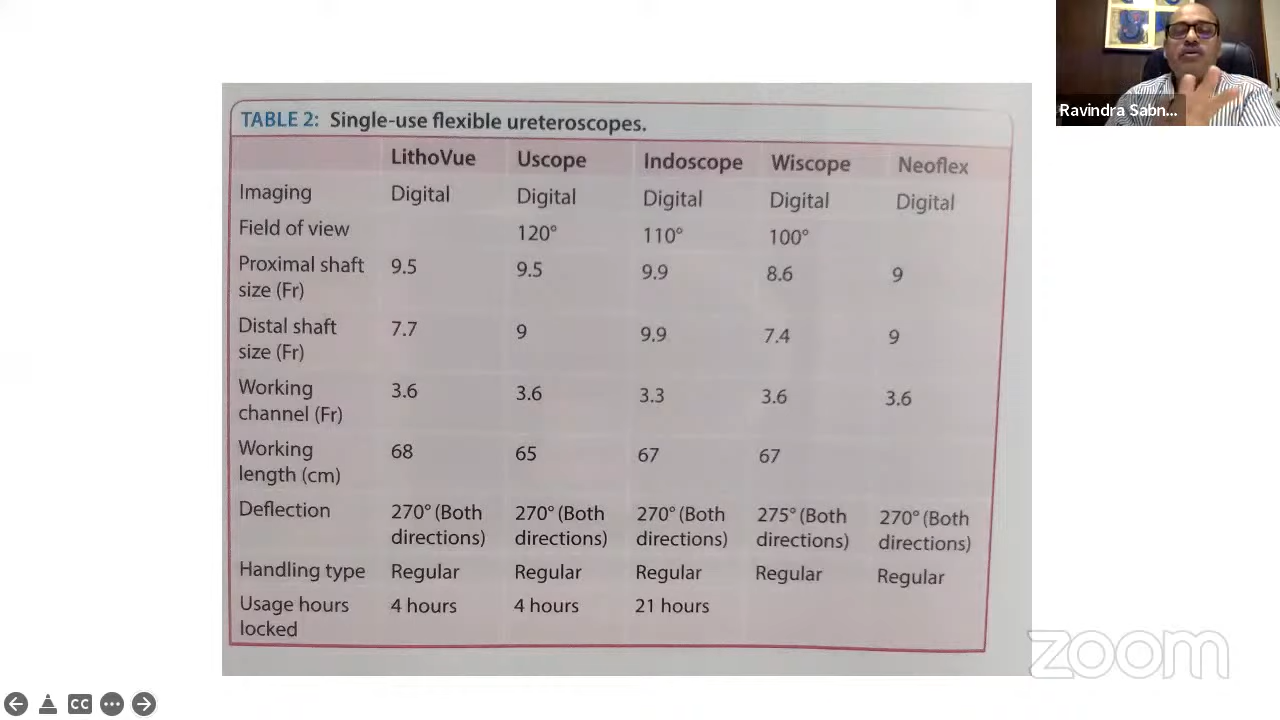 Ravindra Sabn...
TABLE 2: Single-use flexible ureteroscopes.
LithoVue Uscope Indoscope Wiscope Neoflex
Imaging Digital Digital Digital Digital Digital
Field of view 120° 110° 100°
Proximal shaft size (Fr) 9.5 9.5 9.9 8.6 9
Distal shaft size (Fr) 7.7 9 9.9 7.4 9
Working channel (Fr) 3.6 3.6 3.3 3.6 3.6
Working length (cm) 68 65 67 67
Deflection 270° (Both directions) 270° (Both directions) 270° (Both directions) 275° (Both directions) 270° (Both directions)
Handling type Regular Regular Regular Regular Regular
Usage hours locked 4 hours 4 hours 21 hours
zoom
CC